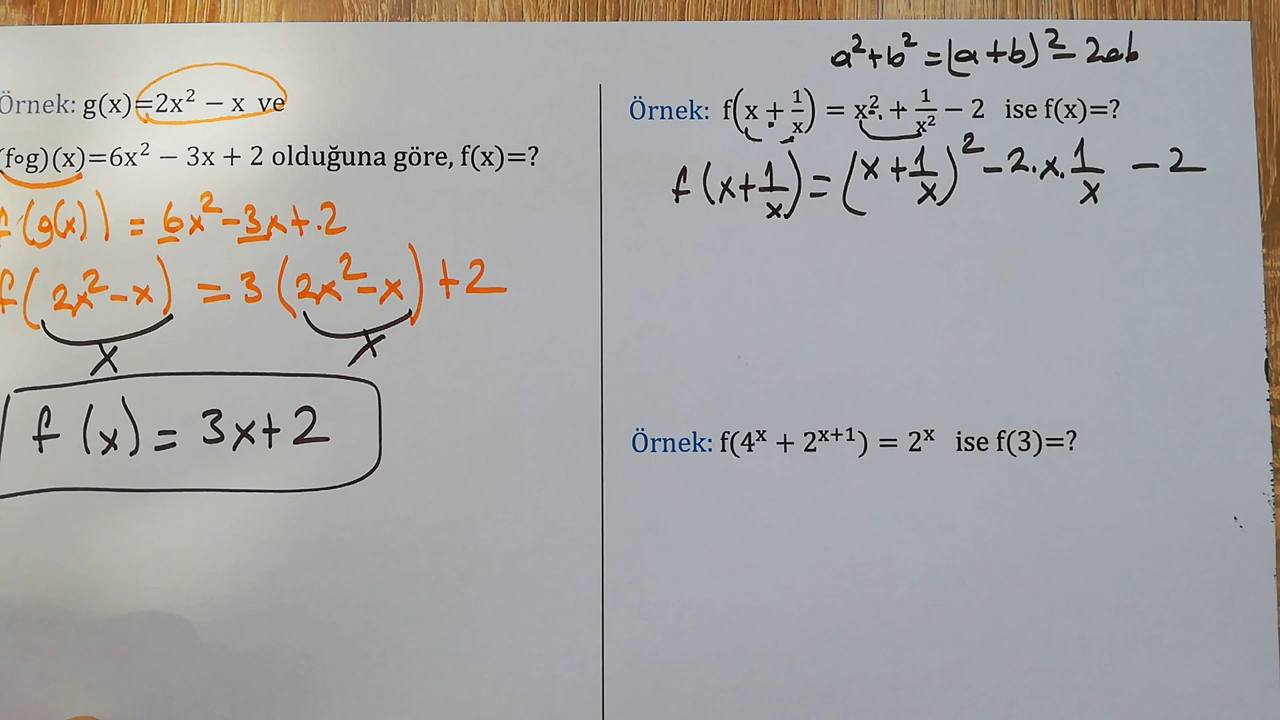 Örnek: g(x)=2x² − x ve
(f∘g)(x)=6x² − 3x + 2 olduğuna göre, f(x)=?
f(g(x)) = 6x² − 3x + 2
f(2x² − x) = 3(2x² − x) + 2
x x
f(x) = 3x + 2
a² + b² = (a + b)² − 2ab
Örnek: f(x + 1/x) = x² + 1/x² − 2 ise f(x)=?
f(x + 1/x) = (x + 1/x)² − 2.x.1/x − 2
Örnek: f(4ˣ + 2ˣ⁺¹) = 2ˣ ise f(3)=?